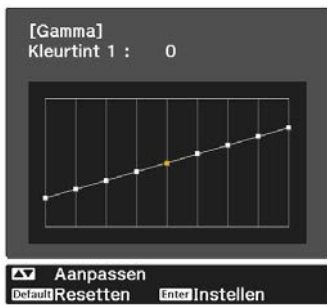 [Gamma]
Kleurtint 1 : 0
Aanpassen
Default Resetten Enter Instellen